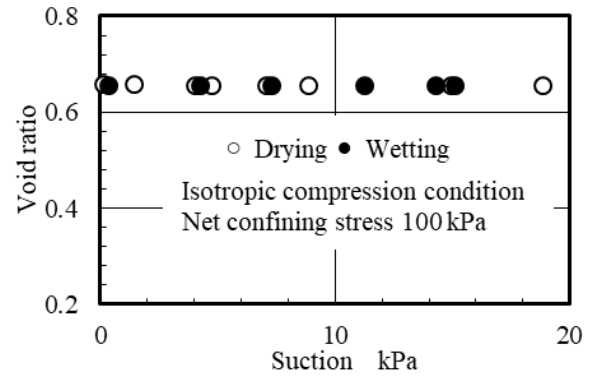 0.8
0.6
0.4
0.2
Void ratio
○ Drying ● Wetting
Isotropic compression condition
Net confining stress 100 kPa
0 10 20
Suction kPa